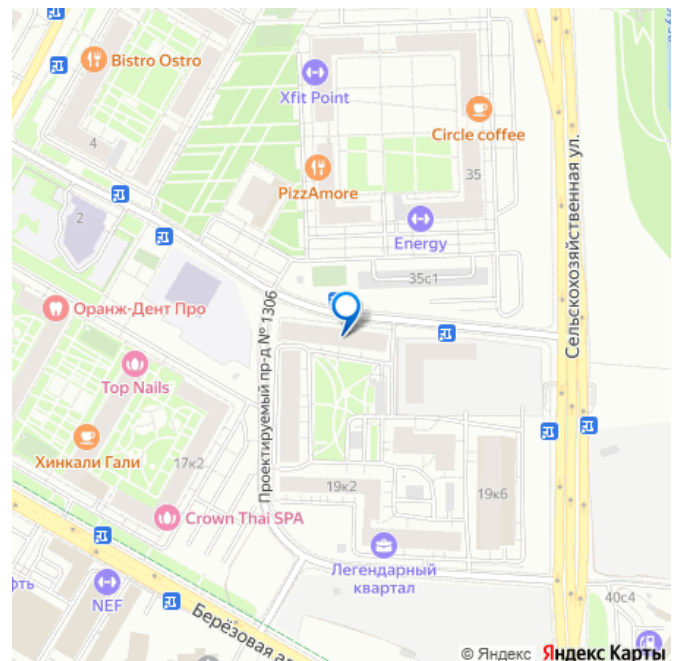 Bistro Ostro
Xfit Point
4
Circle coffee
PizzAmore
35
2
Energy
Сельскохозяйственная ул.
35с1
Оранж-Дент Про
Проектируемый пр-д № 1306
Top Nails
Хинкали Гали
17к2
19к2
19к6
Crown Thai SPA
Легендарный
квартал
NEF
Берёзовая
40с4
© Яндекс Яндекс Карты